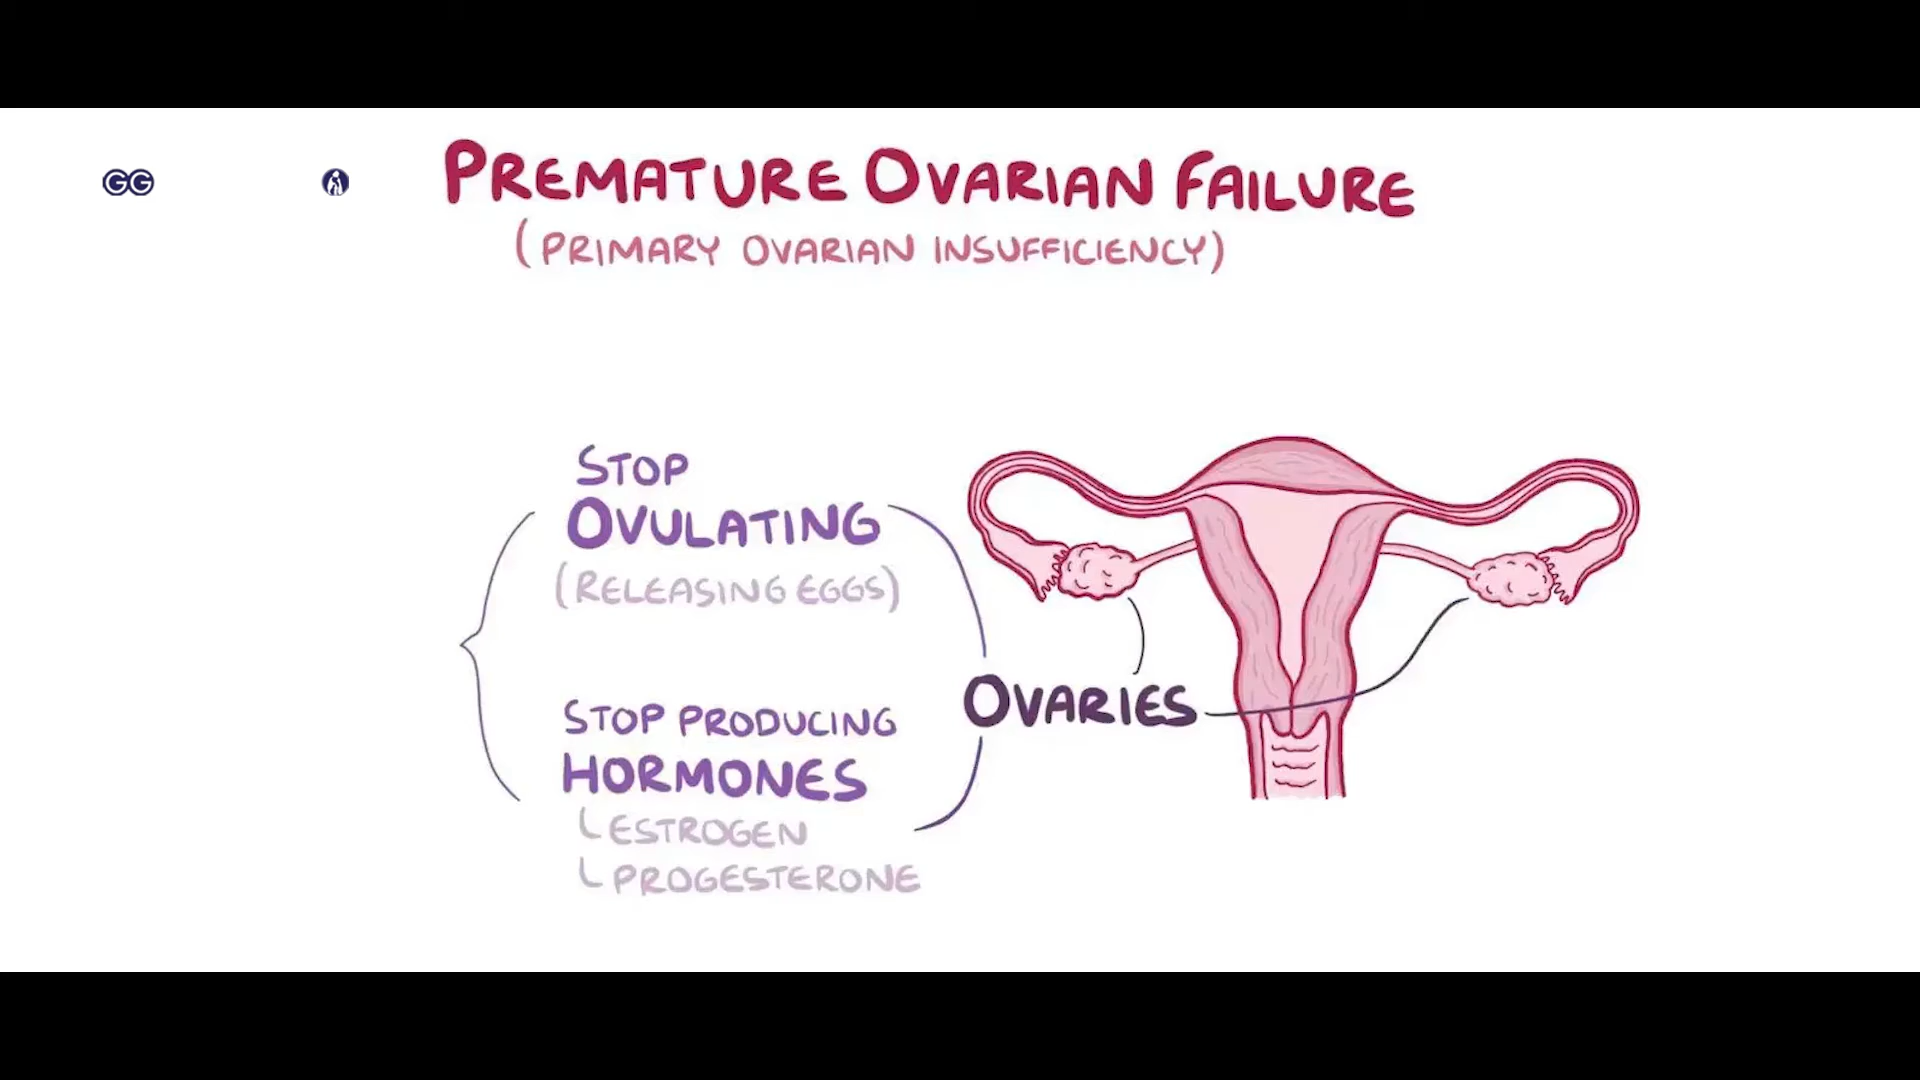 GG
PREMATURE OVARIAN FAILURE
(PRIMARY OVARIAN INSUFFICIENCY)
STOP
OVULATING
(RELEASING EGGS)
STOP PRODUCING
HORMONES
ESTROGEN
PROGESTERONE
OVARIES